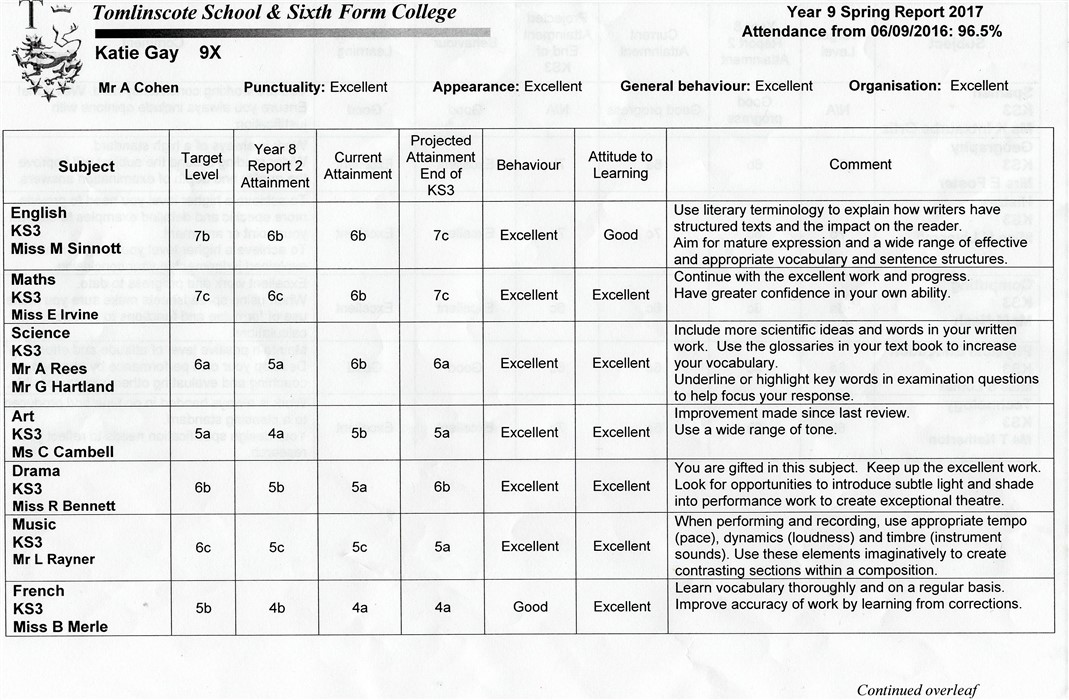 Tomlinscote School & Sixth Form College
Year 9 Spring Report 2017
Attendance from 06/09/2016: 96.5%
Katie Gay 9X
Mr A Cohen Punctuality: Excellent Appearance: Excellent General behaviour: Excellent Organisation: Excellent
Subject Target Level Year 8 Report 2 Attainment Current Attainment Projected Attainment End of KS3 Behaviour Attitude to Learning Comment
English
KS3
Miss M Sinnott
7b 6b 6b 7c Excellent Good
Use literary terminology to explain how writers have
structured texts and the impact on the reader.
Aim for mature expression and a wide range of effective
and appropriate vocabulary and sentence structures.
Maths
KS3
Miss E Irvine
7c 6c 6b 7c Excellent Excellent
Continue with the excellent work and progress.
Have greater confidence in your own ability.
Science
KS3
Mr A Rees
Mr G Hartland
6a 5a 6b 6a Excellent Excellent
Include more scientific ideas and words in your written
work. Use the glossaries in your text book to increase
your vocabulary.
Underline or highlight key words in examination questions
to help focus your response.
Art
KS3
Ms C Cambell
5a 4a 5b 5a Excellent Excellent
Improvement made since last review.
Use a wide range of tone.
Drama
KS3
Miss R Bennett
6b 5b 5a 6b Excellent Excellent
You are gifted in this subject. Keep up the excellent work.
Look for opportunities to introduce subtle light and shade
into performance work to create exceptional theatre.
Music
KS3
Mr L Rayner
6c 5c 5c 5a Excellent Excellent
When performing and recording, use appropriate tempo
(pace), dynamics (loudness) and timbre (instrument
sounds). Use these elements imaginatively to create
contrasting sections within a composition.
French
KS3
Miss B Merle
5b 4b 4a 4a Good Excellent
Learn vocabulary thoroughly and on a regular basis.
Improve accuracy of work by learning from corrections.
Continued overleaf